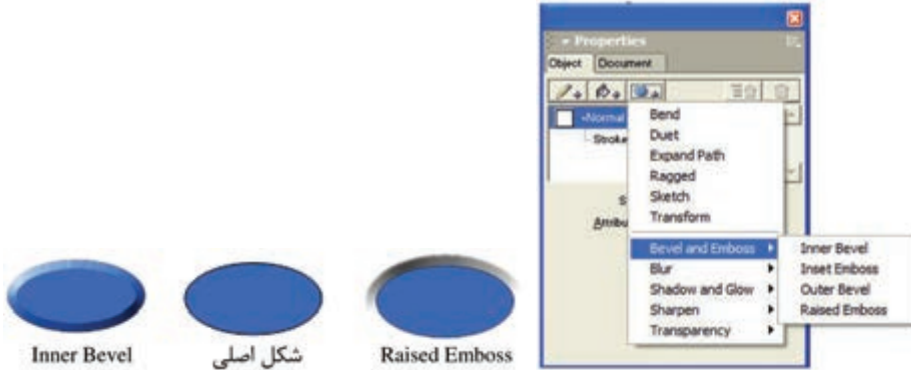 Properties
Object Document
Normal
Stroke
Bend
Duet
Expand Path
Ragged
Sketch
Transform
Bevel and Emboss
Blur
Shadow and Glow
Sharpen
Transparency
Inner Bevel
Inset Emboss
Outer Bevel
Raised Emboss
Inner Bevel
شکل اصلی
Raised Emboss